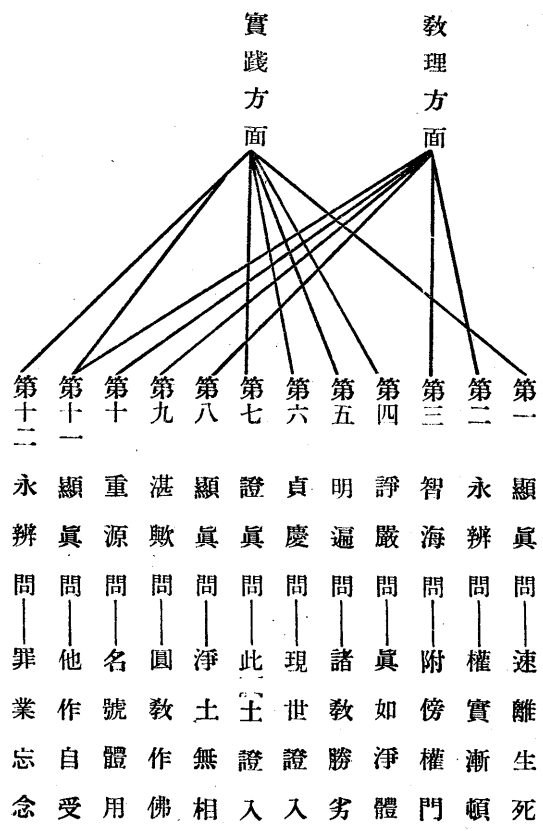 敎理方面
實踐方面
第一 顯眞問——速離生死
第二 永辨問——權實漸頓
第三 智海問——附傍權門
第四 諍嚴問——眞如淨體
第五 明遍問——諸敎勝劣
第六 貞慶問——現世證入
第七 證眞問——此土證入
第八 顯眞問——淨土無相
第九 湛歟問——圓敎作佛
第十 重源問——名號體用
第十一 顯眞問——他作自受
第十二 永辨問——罪業忘念